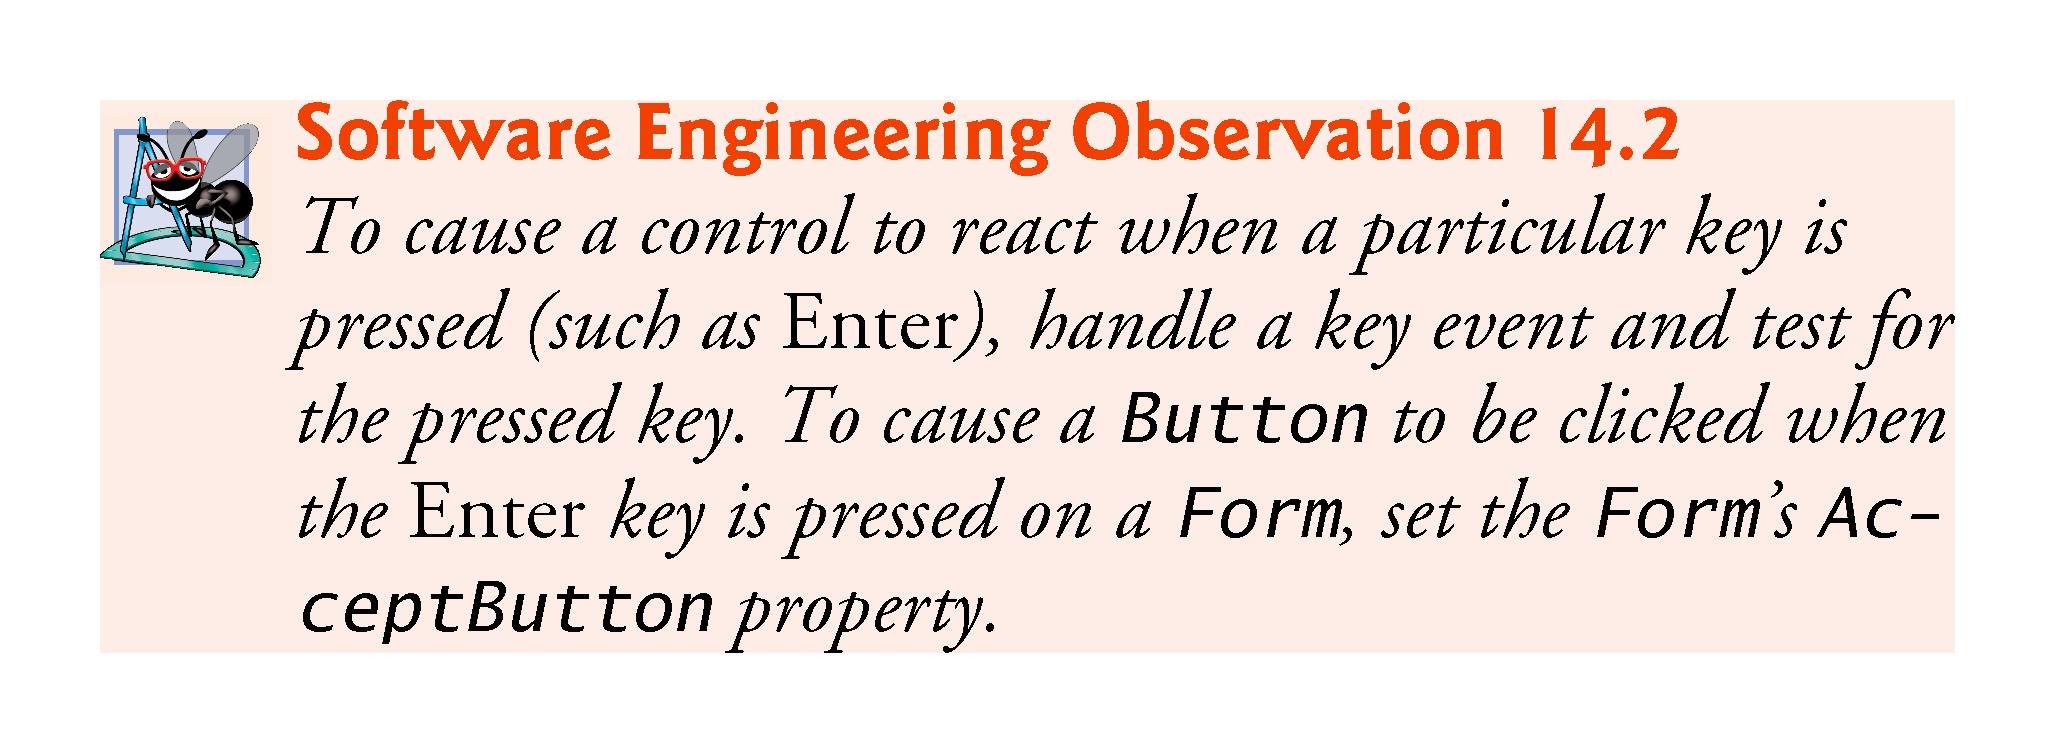 Software Engineering Observation 14.2
To cause a control to react when a particular key is
pressed (such as Enter), handle a key event and test for
the pressed key. To cause a Button to be clicked when
the Enter key is pressed on a Form, set the Form’s Ac-
ceptButton property.